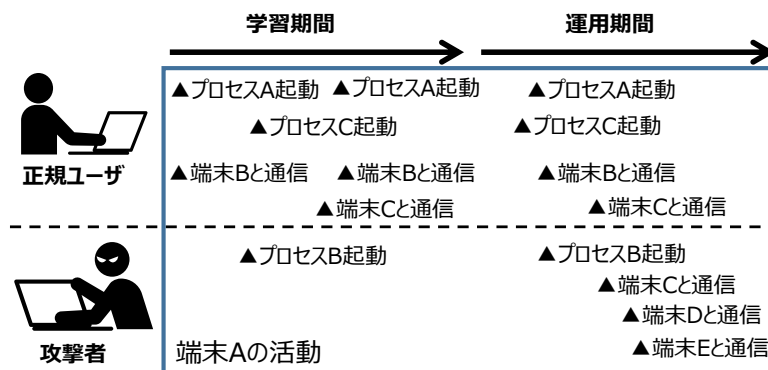 学習期間 運用期間
▲プロセスA起動 ▲プロセスA起動 ▲プロセスA起動
▲プロセスC起動 ▲プロセスC起動
正規ユーザ ▲端末Bと通信 ▲端末Bと通信 ▲端末Bと通信
▲端末Cと通信 ▲端末Cと通信
▲プロセスB起動 ▲プロセスB起動
▲端末Cと通信
▲端末Dと通信
攻撃者 端末Aの活動 ▲端末Eと通信